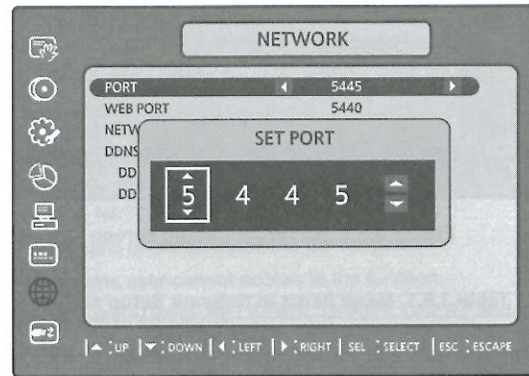 NETWORK
PORT 5445
WEB PORT 5440
NETW
DDNS
DD
DD
SET PORT
5 4 4 5
▲ : UP ▼ : DOWN ◀ : LEFT ▶ : RIGHT SEL : SELECT ESC : ESCAPE